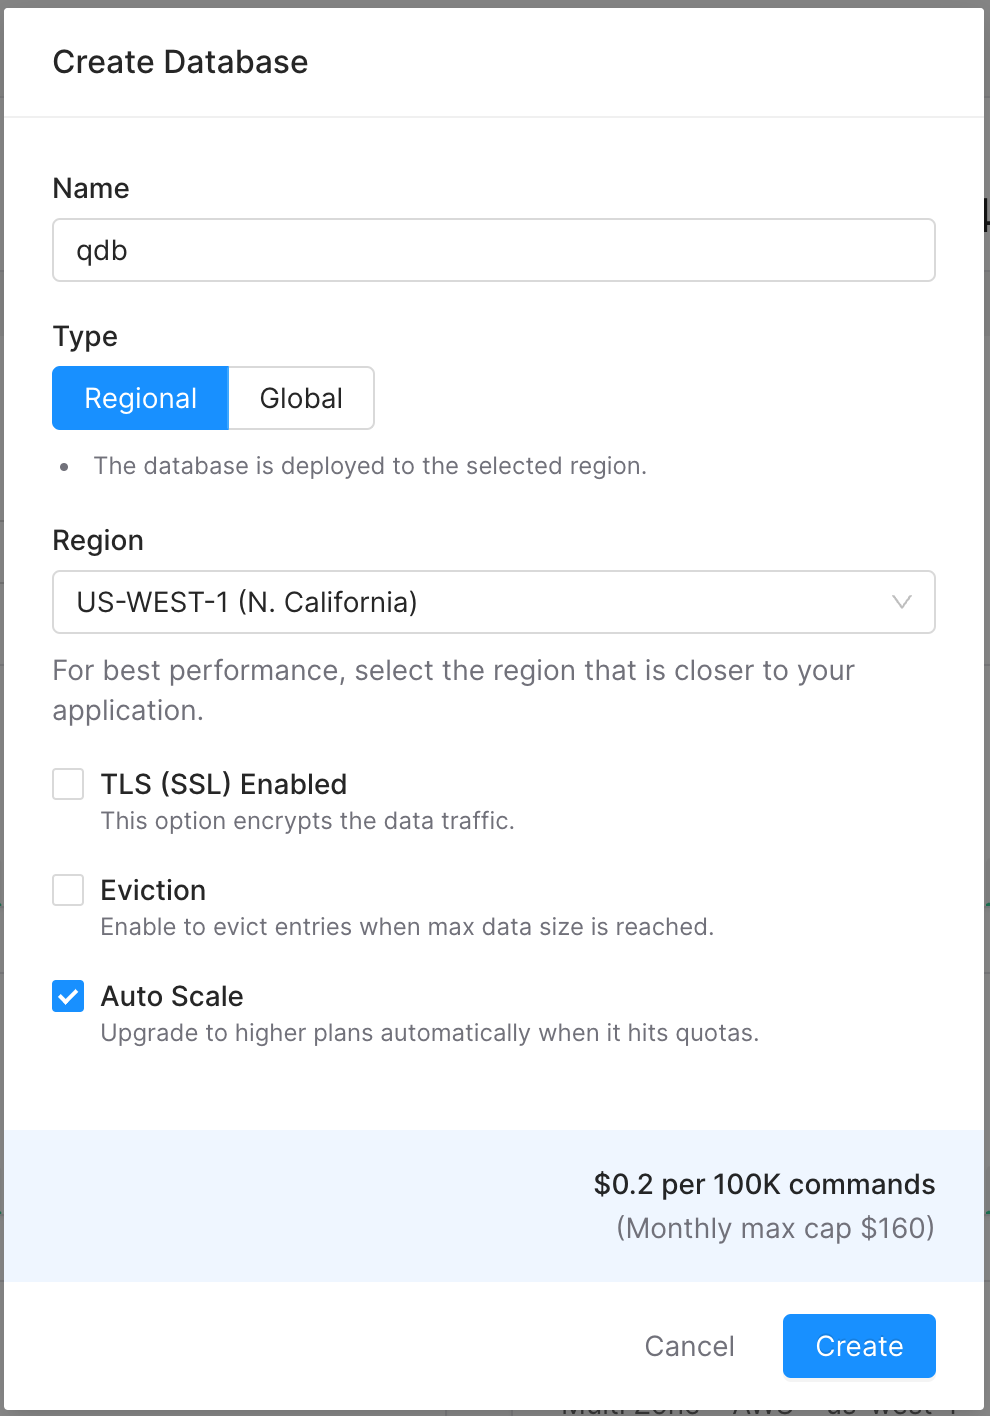 Create Database
Name
qdb
Type
Regional Global
• The database is deployed to the selected region.
Region
US-WEST-1 (N. California)
For best performance, select the region that is closer to your
application.
TLS (SSL) Enabled
This option encrypts the data traffic.
Eviction
Enable to evict entries when max data size is reached.
Auto Scale
Upgrade to higher plans automatically when it hits quotas.
$0.2 per 100K commands
(Monthly max cap $160)
Cancel Create